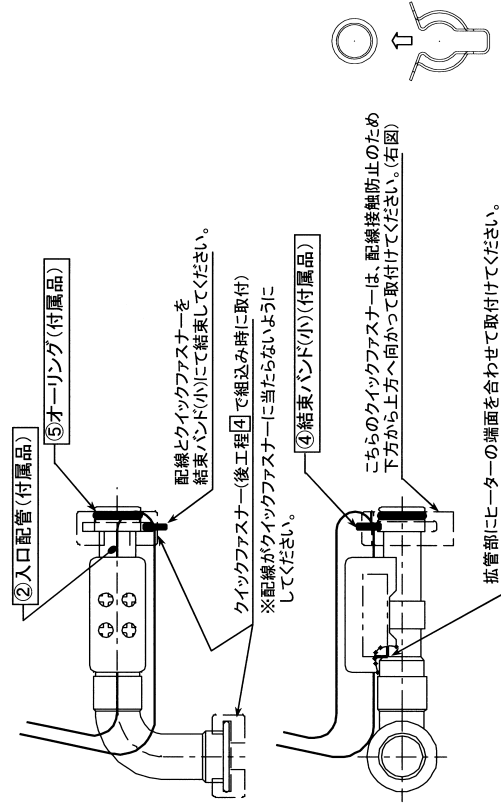 ②入口配管(付属品)
⑤オーリング(付属品)
配線とクイックファスナーを
結束バンド(小)にて結束してください。
クイックファスナー(後工程4で組込み時に取付)
※配線がクイックファスナーに当たらないように
してください。
④結束バンド(小)(付属品)
こちらのクイックファスナーは、配線接触防止のため
下方から上方へ向かって取付けてください。(右図)
拡管部にヒーターの端面を合わせて取付けてください。